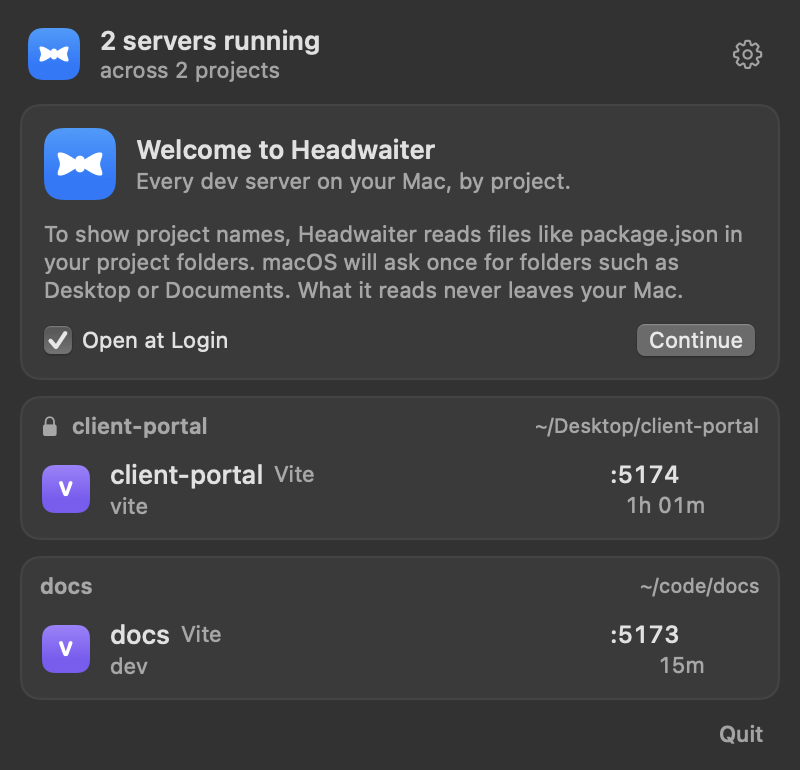 2 servers running
across 2 projects
Welcome to Headwaiter
Every dev server on your Mac, by project.
To show project names, Headwaiter reads files like package.json in
your project folders. macOS will ask once for folders such as
Desktop or Documents. What it reads never leaves your Mac.
Open at Login
Continue
client-portal ~/Desktop/client-portal
V
client-portal Vite :5174
vite 1h 01m
docs ~/code/docs
V
docs Vite :5173
dev 15m
Quit